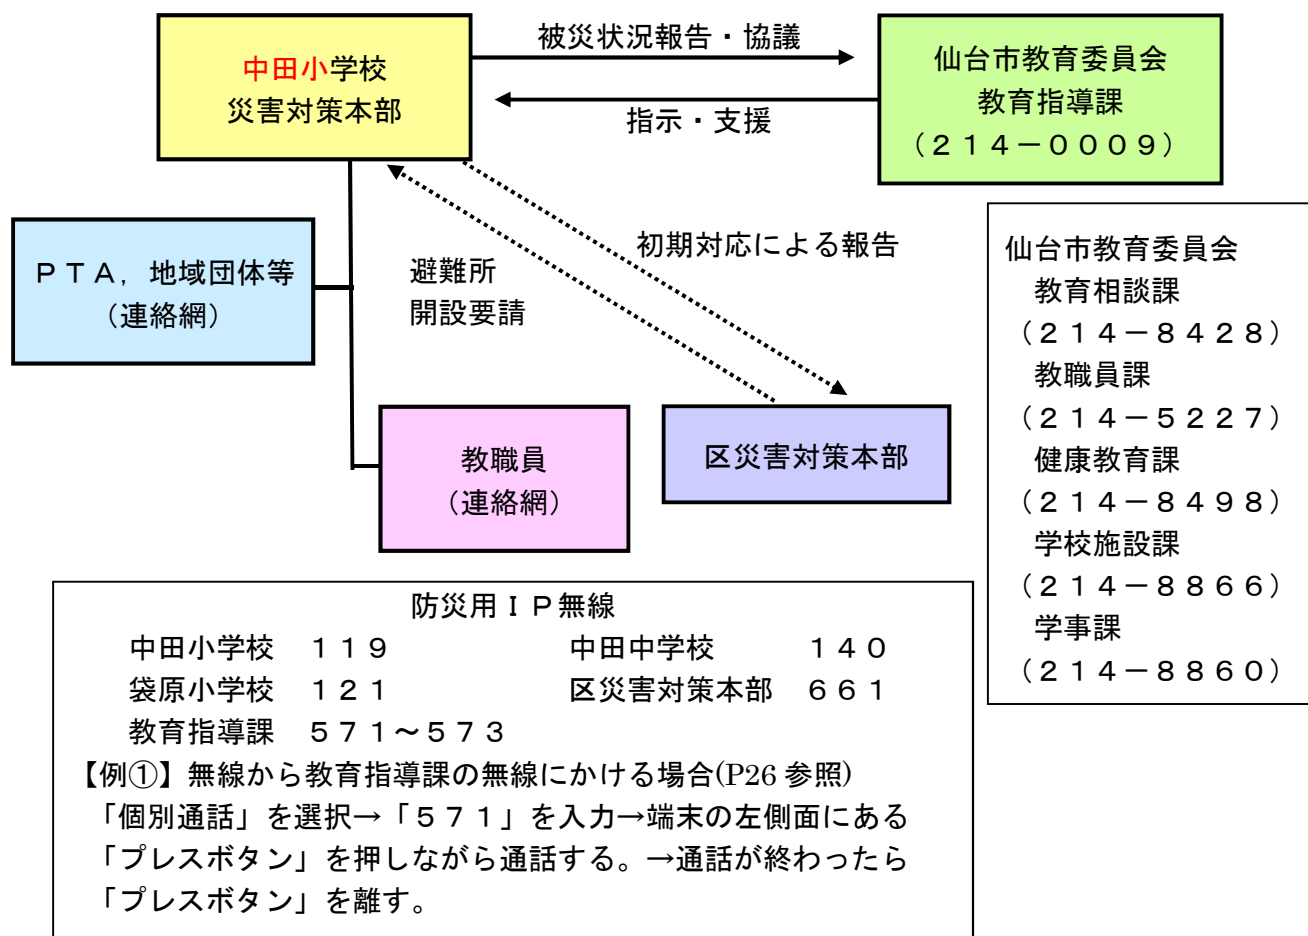 中田小学校
災害対策本部
被災状況報告・協議
指示・支援
仙台市教育委員会
教育指導課
（２１４－０００９）
ＰＴＡ，地域団体等
（連絡網）
避難所
開設要請
初期対応による報告
教職員
（連絡網）
区災害対策本部
仙台市教育委員会
教育相談課
（２１４－８４２８）
教職員課
（２１４－５２２７）
健康教育課
（２１４－８４９８）
学校施設課
（２１４－８８６６）
学事課
（２１４－８８６０）
防災用ＩＰ無線
中田小学校　１１９　中田中学校　１４０
袋原小学校　１２１　区災害対策本部　６６１
教育指導課　５７１～５７３
【例①】無線から教育指導課の無線にかける場合(P26 参照)
「個別通話」を選択→「５７１」を入力→端末の左側面にある
「プレスボタン」を押しながら通話する。→通話が終わったら
「プレスボタン」を離す。